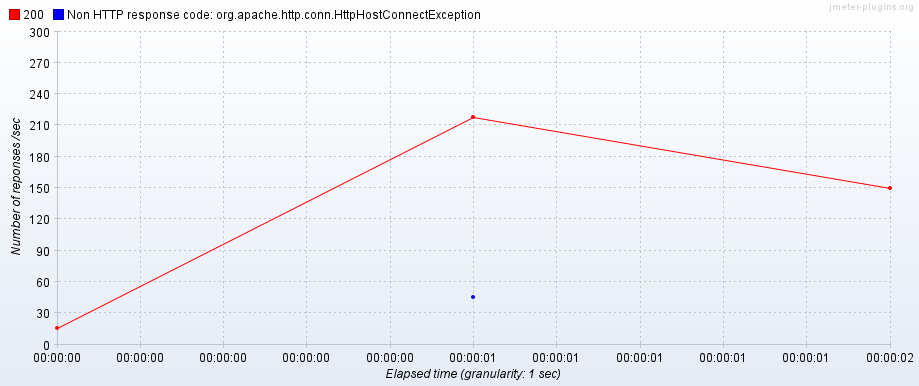 200 Non HTTP response code: org.apache.http.conn.HttpHostConnectException
jmeter-plugins.org
300
270
240
210
180
150
120
90
60
30
0
Number of reponses /sec
00:00:00 00:00:00 00:00:00 00:00:00 00:00:00 00:00:01 00:00:01 00:00:01 00:00:01 00:00:01 00:00:02
Elapsed time (granularity: 1 sec)